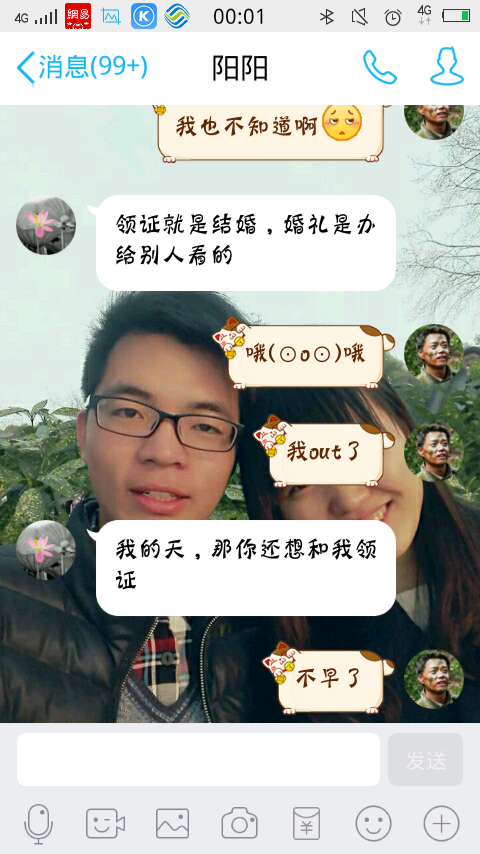 4G
網易
K
00:01
4G
消息(99+)
阳阳
我也不知道啊
领证就是结婚，婚礼是办
给别人看的
哦(⊙o⊙)哦
我out了
我的天，那你还想和我领
证
不早了
发送